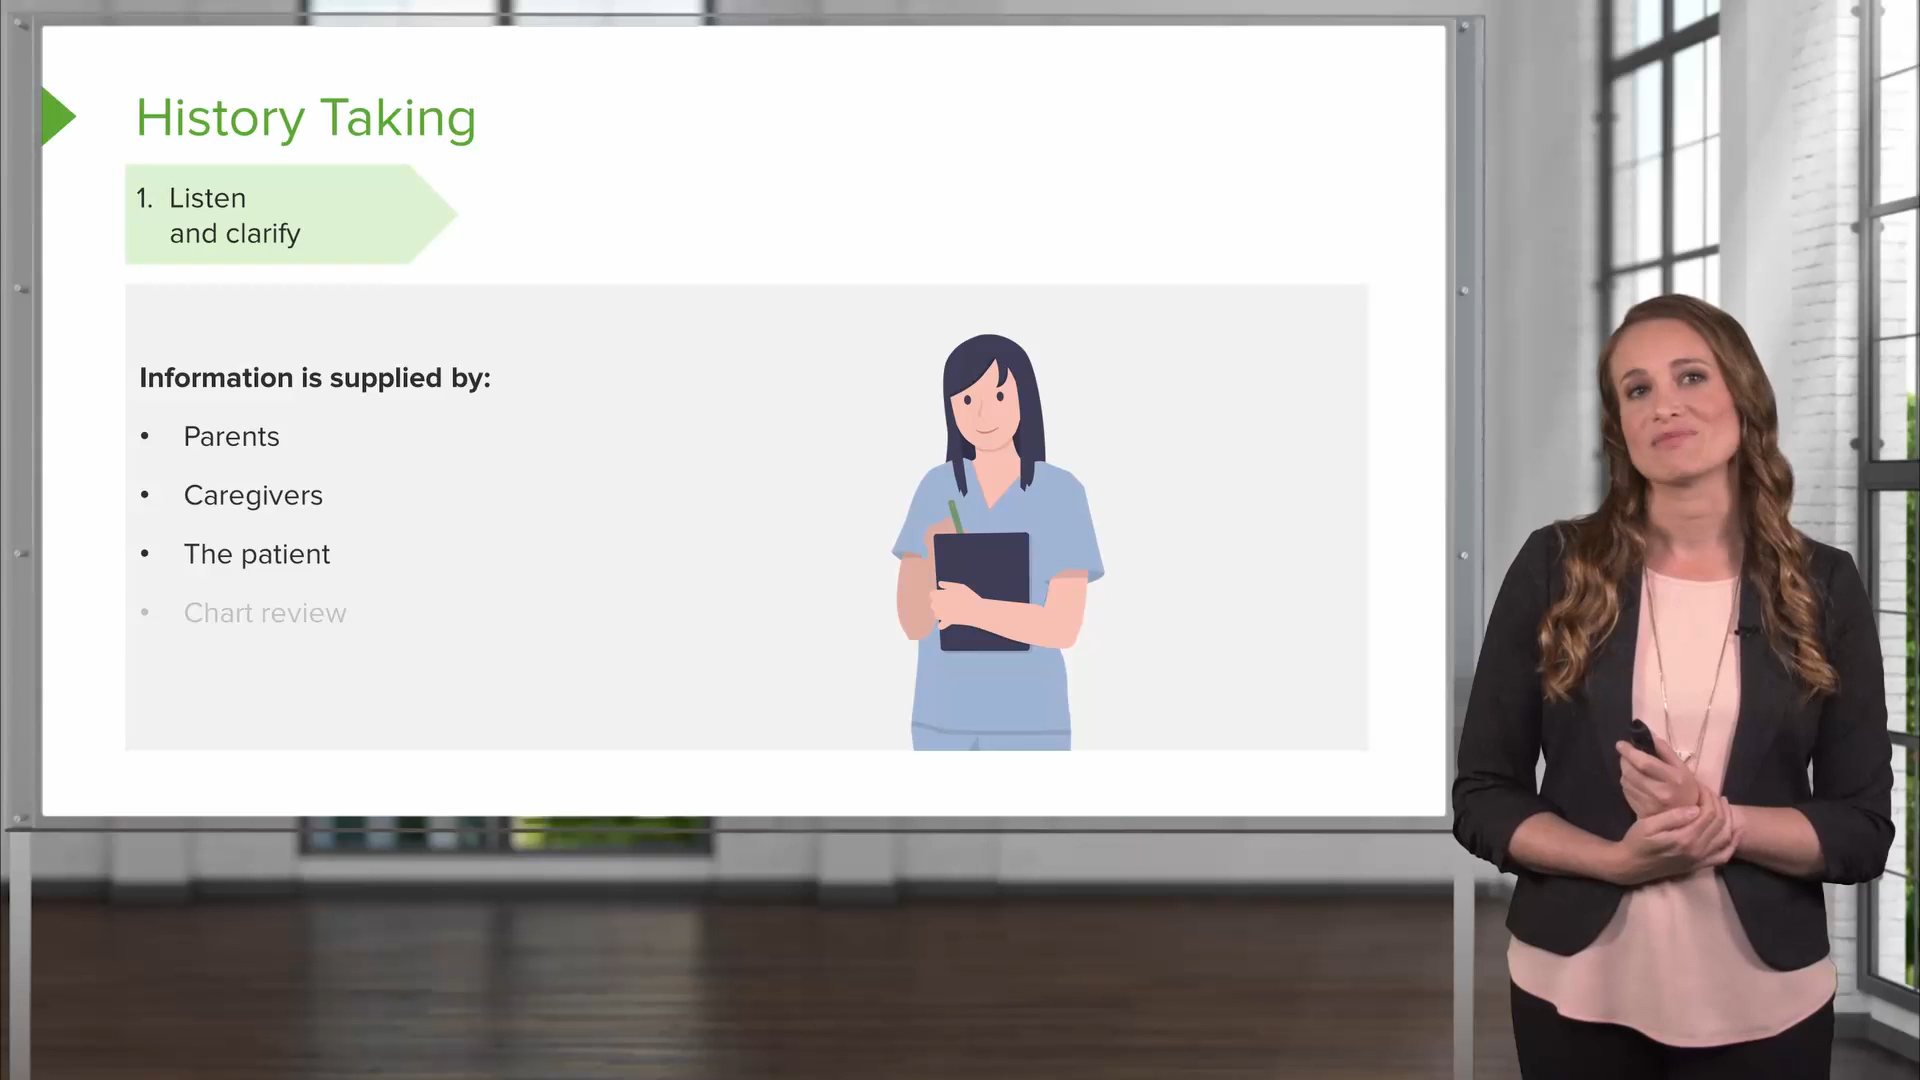 History Taking
1. Listen
and clarify
Information is supplied by:
• Parents
• Caregivers
• The patient
• Chart review